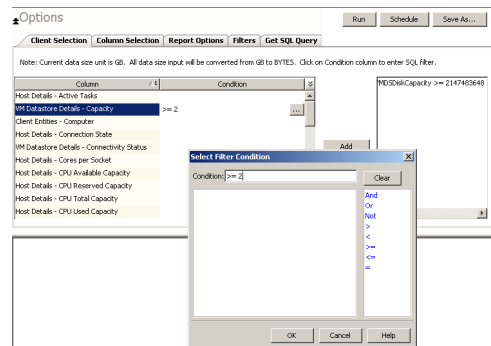 Options
Run Schedule Save As...
Client Selection Column Selection Report Options Filters Get SQL Query
Note: Current data size unit is GB. All data size input will be converted from GB to BYTES. Click on Condition column to enter SQL filter.
Column /1 Condition
Host Details - Active Tasks
VM Datastore Details - Capacity >= 2 ...
Client Entities - Computer
Host Details - Connection State
VM Datastore Details - Connectivity Status
Host Details - Cores per Socket
Host Details - CPU Available Capacity
Host Details - CPU Reserved Capacity
Host Details - CPU Total Capacity
Host Details - CPU Used Capacity
"MDSDiskCapacity >= 2147483648
Add
Select Filter Condition
Condition: >= 2
Clear
And
Or
Not
>
<
>=
<=
=
OK Cancel Help